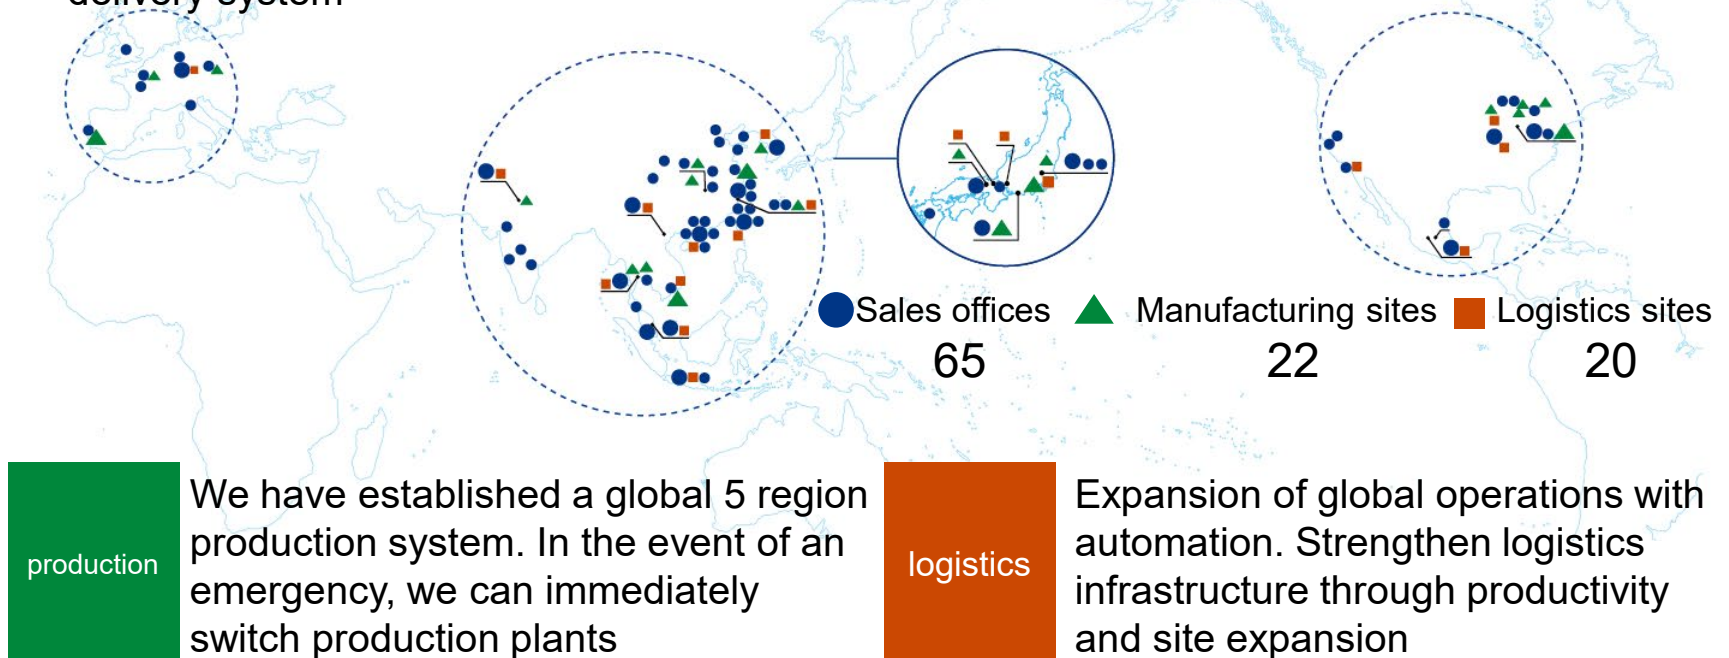 delivery system
Sales offices
Manufacturing sites
Logistics sites
65
22
20
production
We have established a global 5 region
production system. In the event of an
emergency, we can immediately
switch production plants
logistics
Expansion of global operations with
automation. Strengthen logistics
infrastructure through productivity
and site expansion